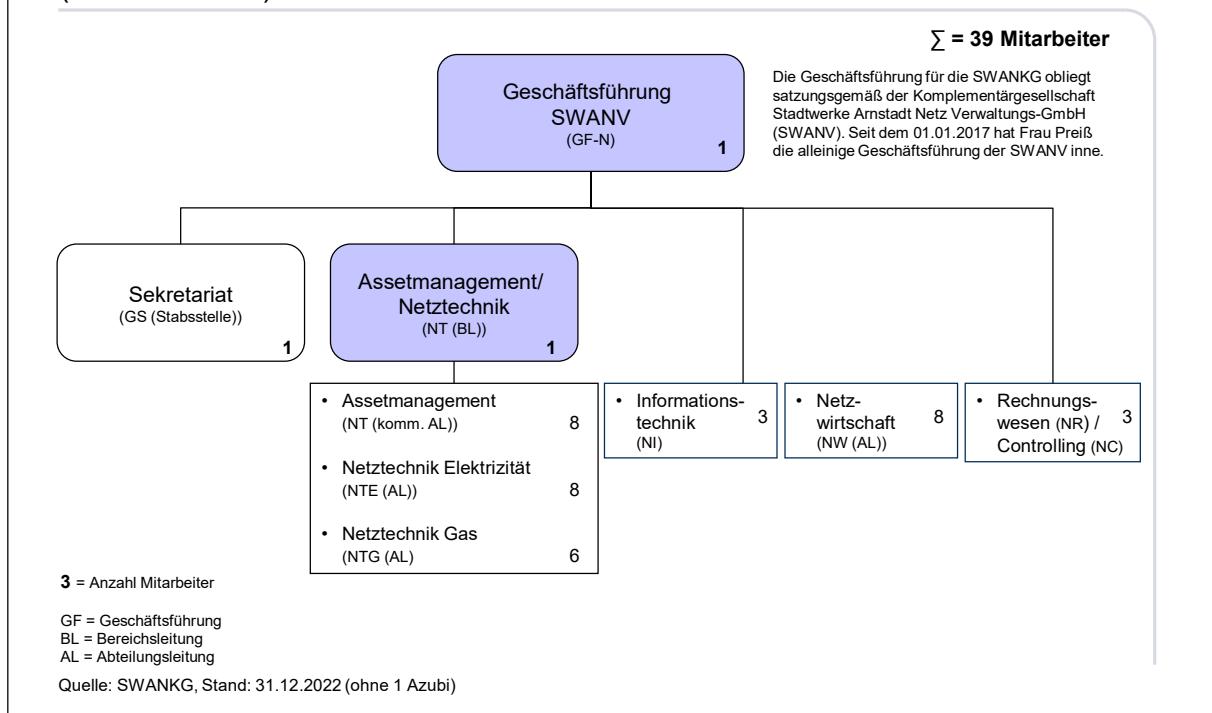 ∑ = 39 Mitarbeiter
Geschäftsführung
SWANV
(GF-N)
1
Die Geschäftsführung für die SWANKG obliegt
satzungsgemäß der Komplementärgesellschaft
Stadtwerke Arnstadt Netz Verwaltungs-GmbH
(SWANV). Seit dem 01.01.2017 hat Frau Preiß
die alleinige Geschäftsführung der SWANV inne.
Sekretariat
(GS (Stabsstelle))
1
Assetmanagement/
Netztechnik
(NT (BL))
1
• Assetmanagement
(NT (komm. AL)) 8
• Netztechnik Elektrizität
(NTE (AL)) 8
• Netztechnik Gas
(NTG (AL) 6
• Informations-
technik 3
(NI)
• Netz-
wirtschaft 8
(NW (AL))
• Rechnungs-
wesen (NR) / 3
Controlling (NC)
3 = Anzahl Mitarbeiter
GF = Geschäftsführung
BL = Bereichsleitung
AL = Abteilungsleitung
Quelle: SWANKG, Stand: 31.12.2022 (ohne 1 Azubi)